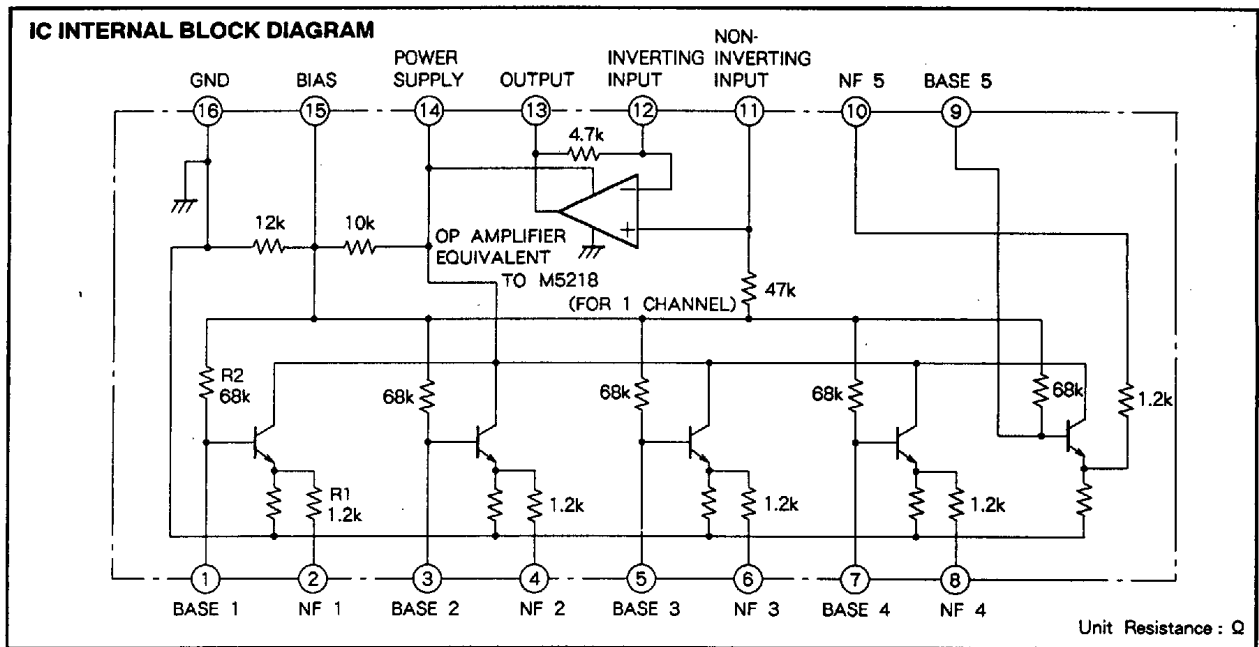 IC INTERNAL BLOCK DIAGRAM
GND
BIAS
POWER
SUPPLY
OUTPUT
INVERTING
INPUT
NON-
INVERTING
INPUT
NF 5
BASE 5
16
15
14
13
12
11
10
9
4.7k
12k
10k
OP AMPLIFIER
EQUIVALENT
TO M5218
(FOR 1 CHANNEL)
47k
R2
68k
68k
68k
68k
68k
1.2k
R1
1.2k
1.2k
1.2k
1.2k
1
2
3
4
5
6
7
8
BASE 1
NF 1
BASE 2
NF 2
BASE 3
NF 3
BASE 4
NF 4
Unit Resistance : Ω